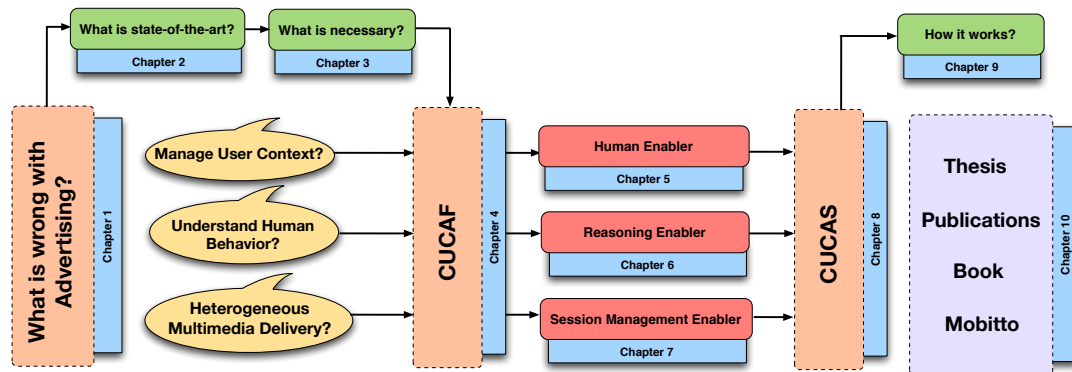 What is state-of-the-art?
Chapter 2
What is necessary?
Chapter 3
How it works?
Chapter 9
What is wrong with
Advertising?
Chapter 1
Manage User Context?
Understand Human
Behavior?
Heterogeneous
Multimedia Delivery?
CUCAF
Chapter 4
Human Enabler
Chapter 5
Reasoning Enabler
Chapter 6
Session Management Enabler
Chapter 7
CUCAS
Chapter 8
Thesis
Publications
Book
Mobitto
Chapter 10